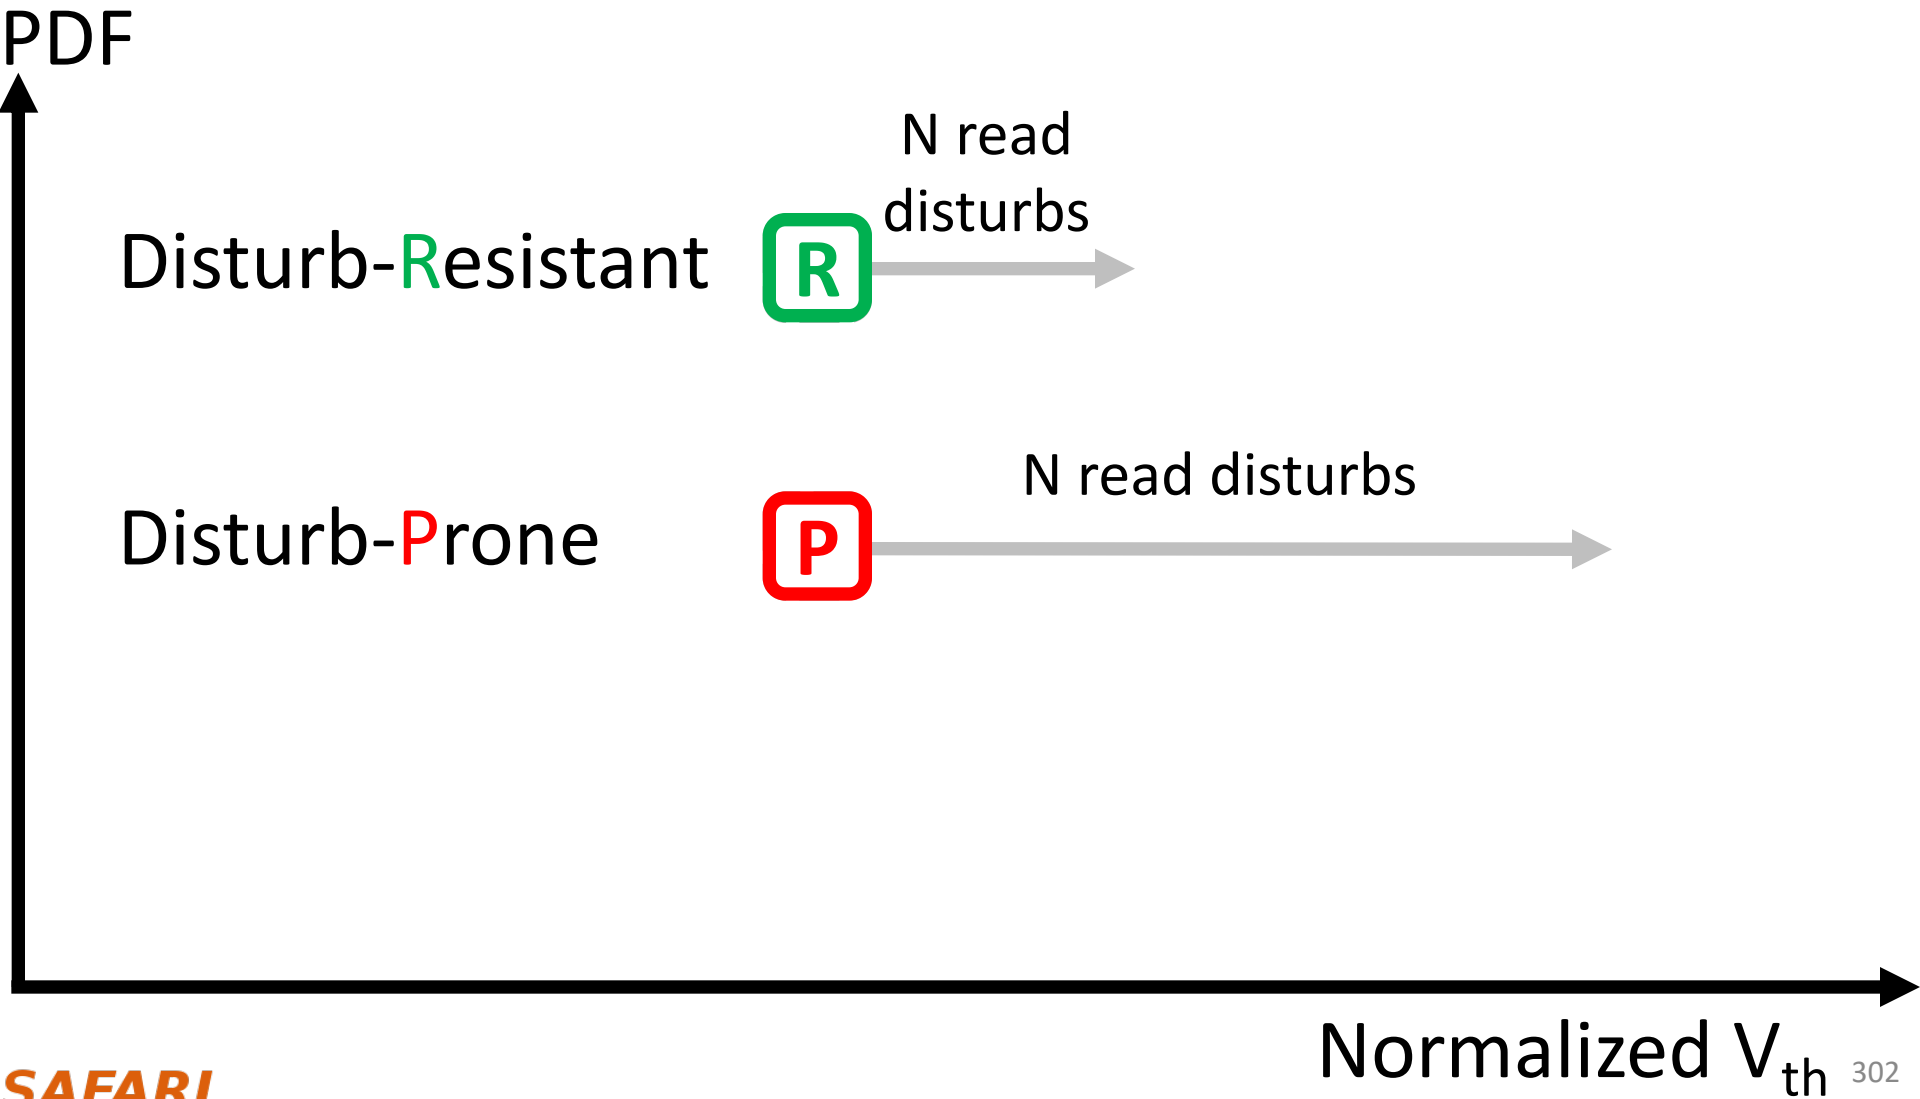 PDF
N read
disturbs
Disturb-Resistant
R
N read disturbs
Disturb-Prone
P
Normalized Vth
302
SAFARI